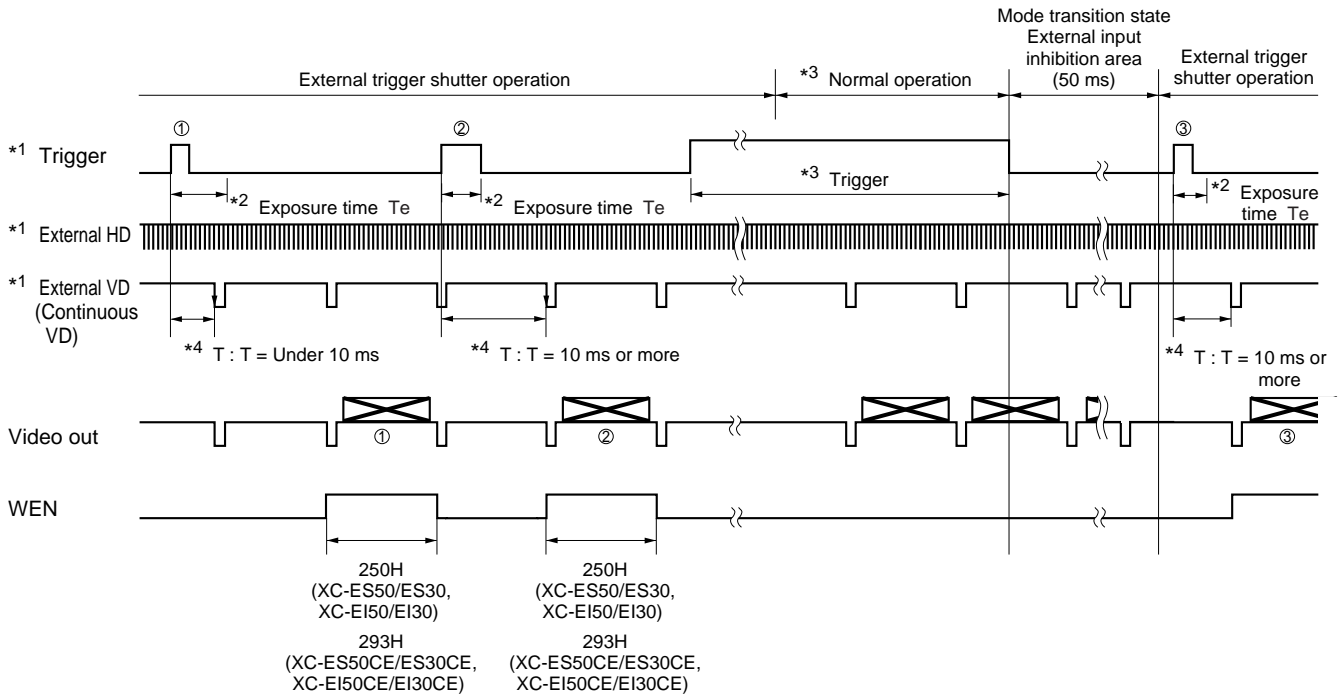 Mode transition state
External input
inhibition area
(50 ms)
External trigger
shutter operation
External trigger shutter operation
*3 Normal operation
① ② ③
*1 Trigger
*3 Trigger
*2 Exposure time Te
*2 Exposure time Te
*2 Exposure
time Te
*1 External HD
*1 External VD
(Continuous
VD)
*4 T : T = Under 10 ms
*4 T : T = 10 ms or more
*4 T : T = 10 ms or
more
Video out
① ② ③
WEN
250H
(XC-ES50/ES30,
XC-EI50/EI30)
293H
(XC-ES50CE/ES30CE,
XC-EI50CE/EI30CE)
250H
(XC-ES50/ES30,
XC-EI50/EI30)
293H
(XC-ES50CE/ES30CE,
XC-EI50CE/EI30CE)